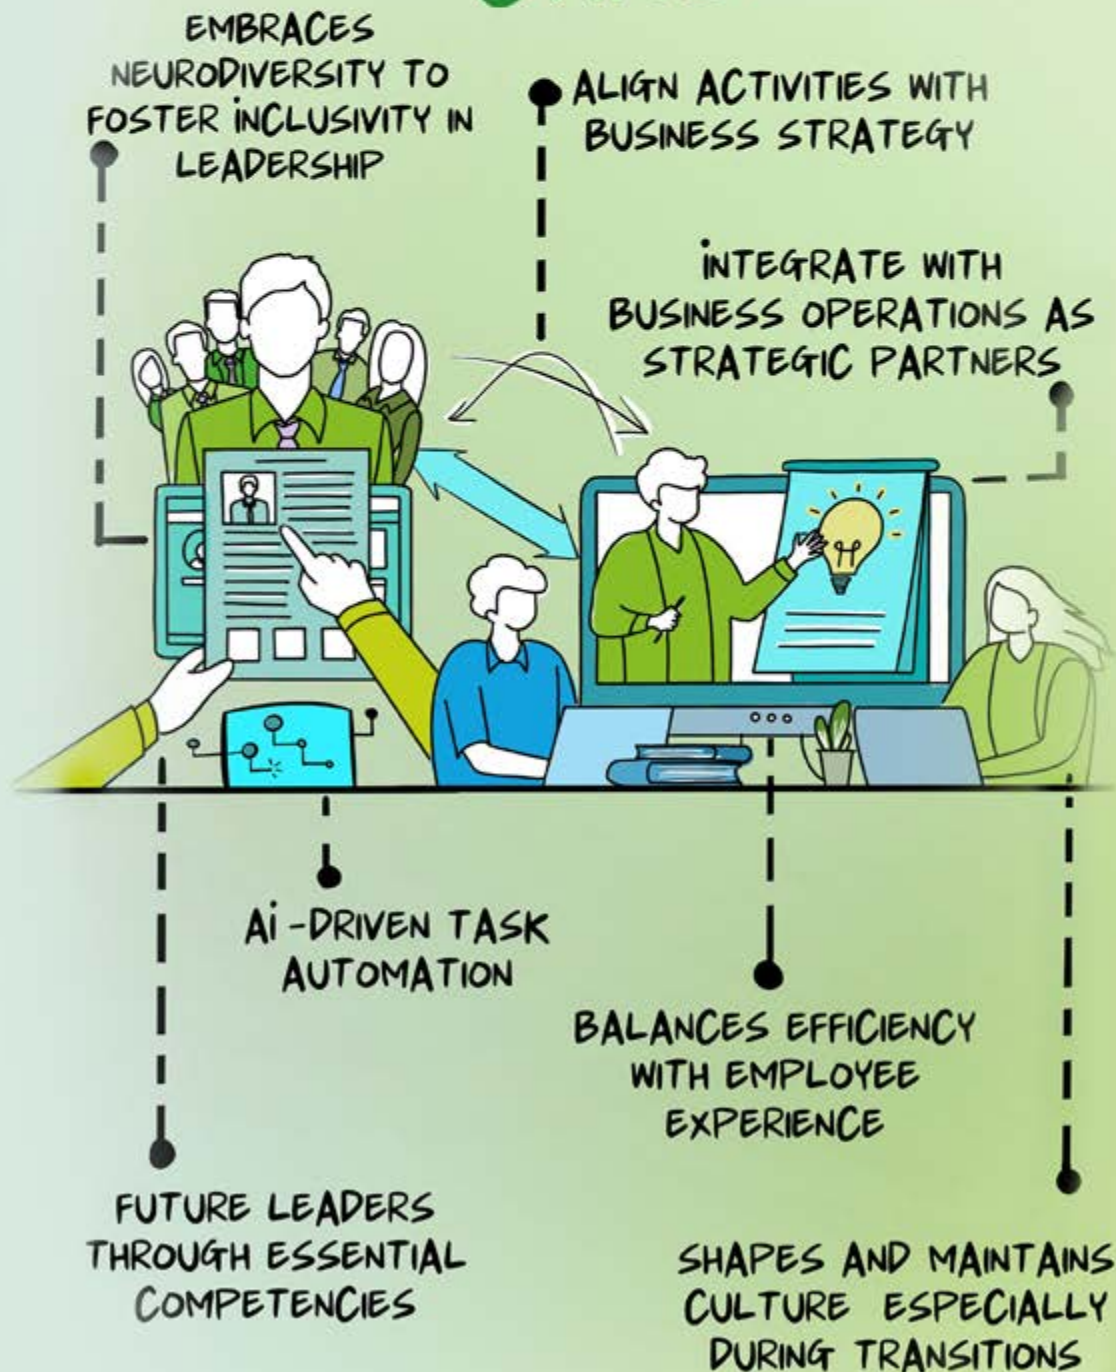 EMBRACES
NEURODIVERSITY TO
FOSTER INCLUSIVITY IN
LEADERSHIP
ALIGN ACTIVITIES WITH
BUSINESS STRATEGY
INTEGRATE WITH
BUSINESS OPERATIONS AS
STRATEGIC PARTNERS
AI-DRIVEN TASK
AUTOMATION
BALANCES EFFICIENCY
WITH EMPLOYEE
EXPERIENCE
FUTURE LEADERS
THROUGH ESSENTIAL
COMPETENCIES
SHAPES AND MAINTAINS
CULTURE ESPECIALLY
DURING TRANSITIONS